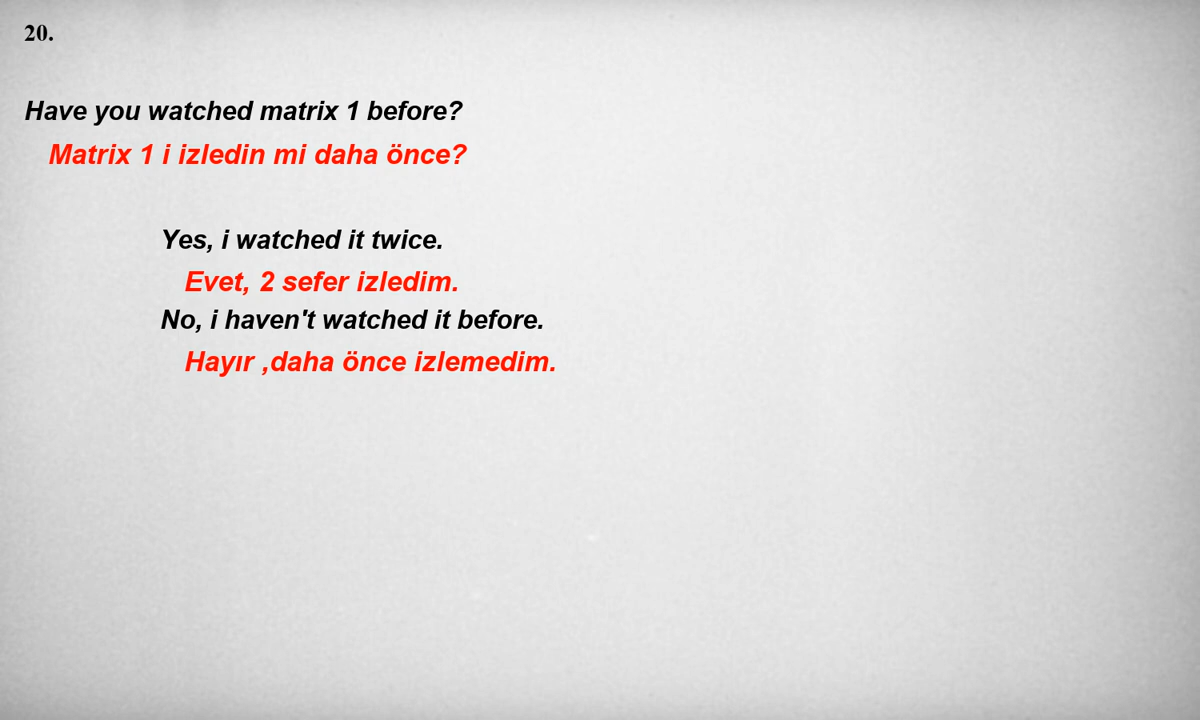 20.
Have you watched matrix 1 before?
Matrix 1 i izledin mi daha önce?
Yes, i watched it twice.
Evet, 2 sefer izledim.
No, i haven't watched it before.
Hayır ,daha önce izlemedim.